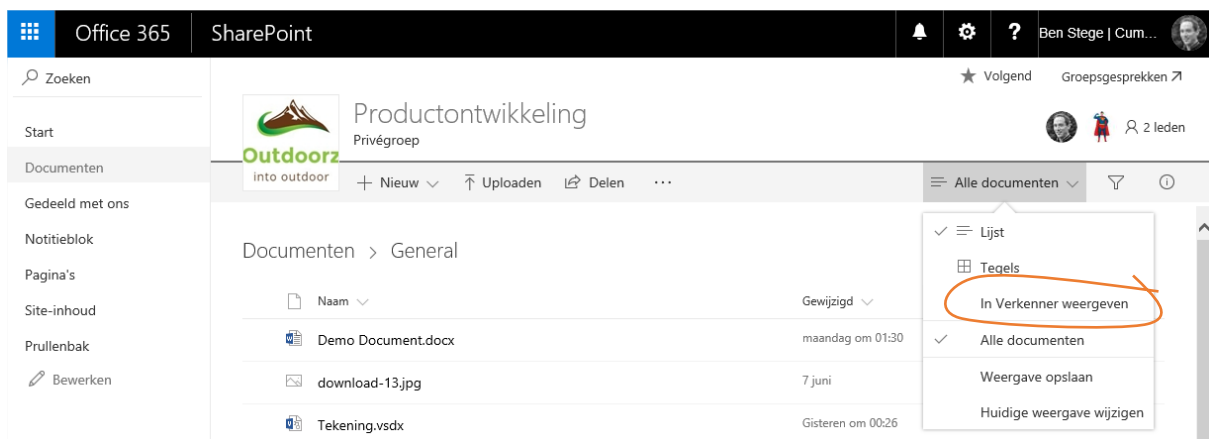 Office 365 SharePoint ? Ben Stege | Cum...
Zoeken
Volgend Groepsgesprekken
Productontwikkeling
Privégroep
2 leden
Outdoorz
into outdoor
Start
Documenten
Gedeeld met ons
Notitieblok
Pagina's
Site-inhoud
Prullenbak
Bewerken
+ Nieuw Uploaden Delen ... Alle documenten
Lijst
Tegels
In Verkenner weergeven
Alle documenten
Weergave opslaan
Huidige weergave wijzigen
Documenten > General
Naam Gewijzigd
Demo Document.docx maandag om 01:30
download-13.jpg 7 juni
Tekening.vsdx Gisteren om 00:26